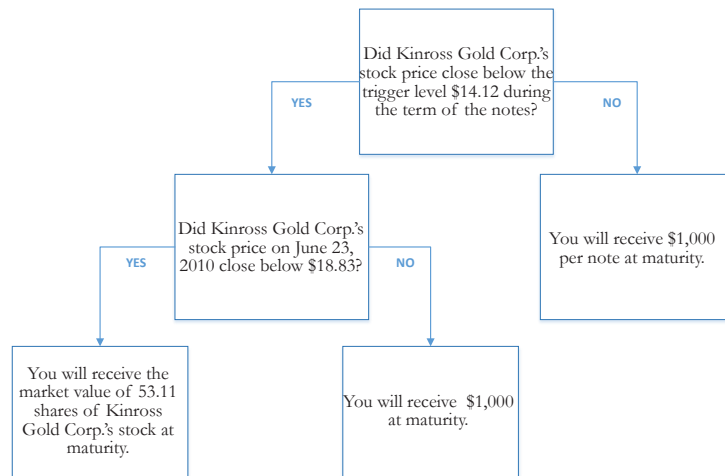 Did Kinross Gold Corp.'s
stock price close below the
trigger level $14.12 during
the term of the notes?
YES
NO
Did Kinross Gold Corp.'s
stock price on June 23,
2010 close below $18.83?
You will receive $1,000
per note at maturity.
YES
NO
You will receive the
market value of 53.11
shares of Kinross
Gold Corp.'s stock at
maturity.
You will receive $1,000
at maturity.